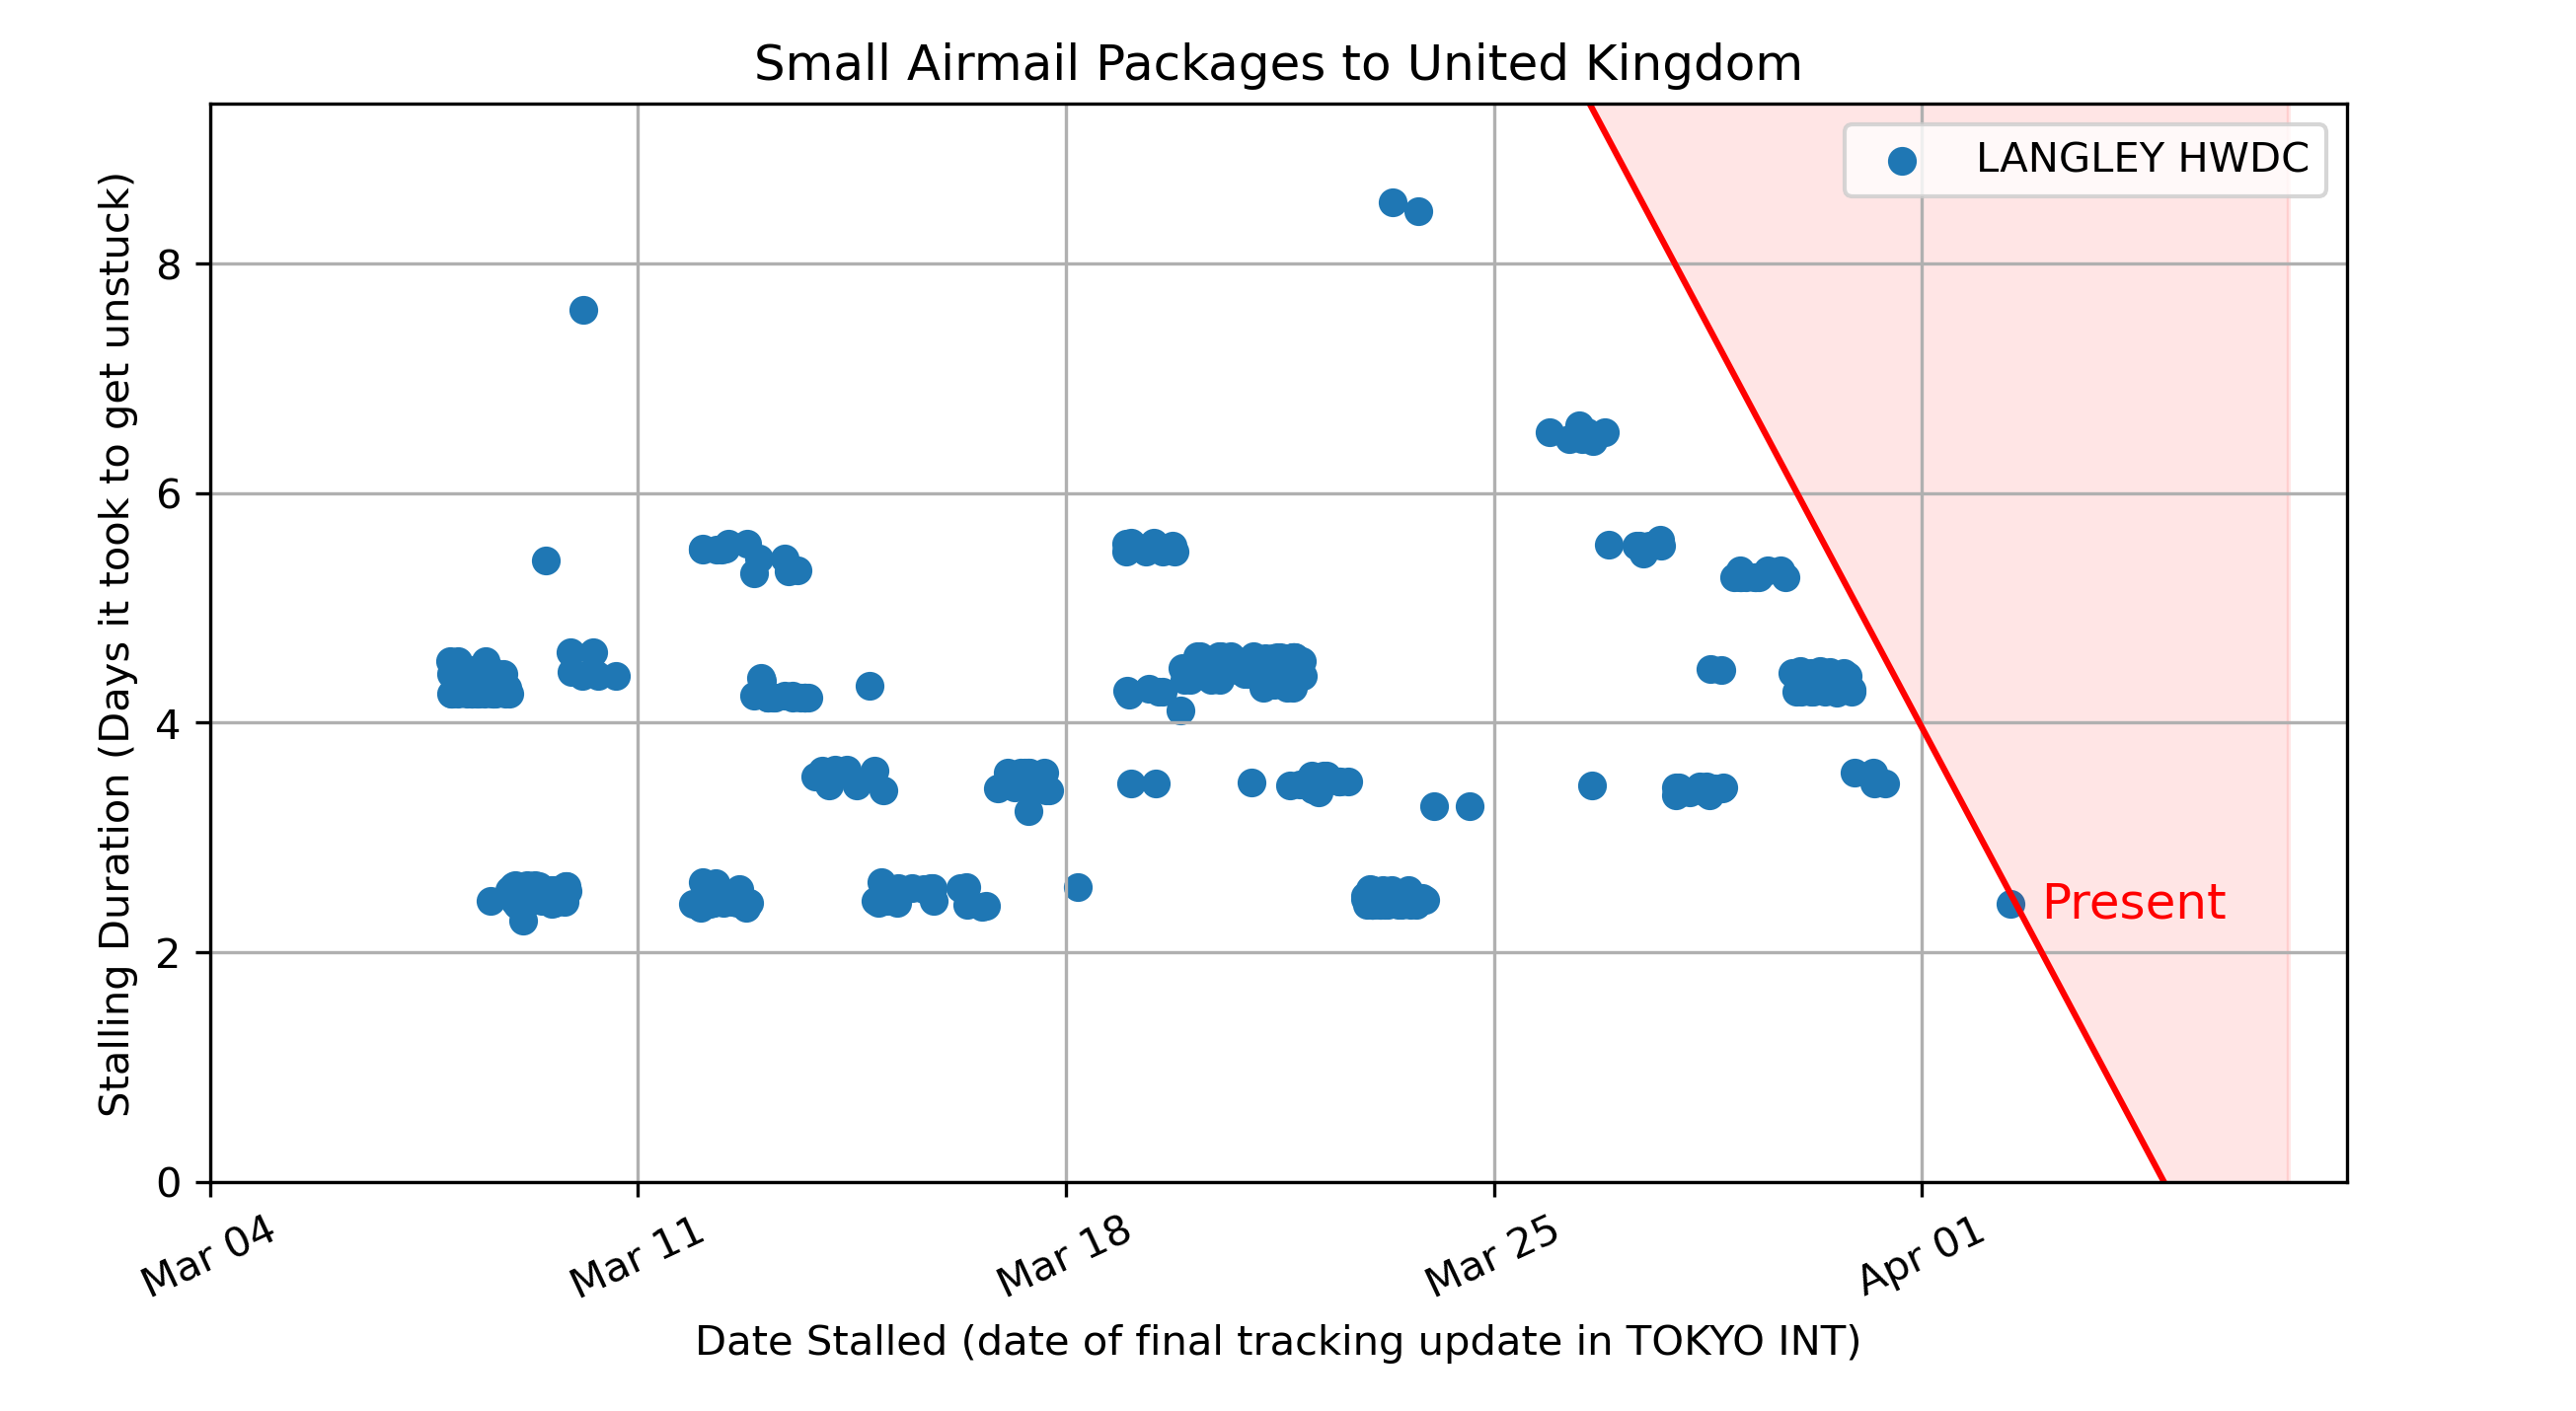 Small Airmail Packages to United Kingdom
LANGLEY HWDC
Stalling Duration (Days it took to get unstuck)
8
6
4
2
0
Present
Mar 04
Mar 11
Mar 18
Mar 25
Apr 01
Date Stalled (date of final tracking update in TOKYO INT)